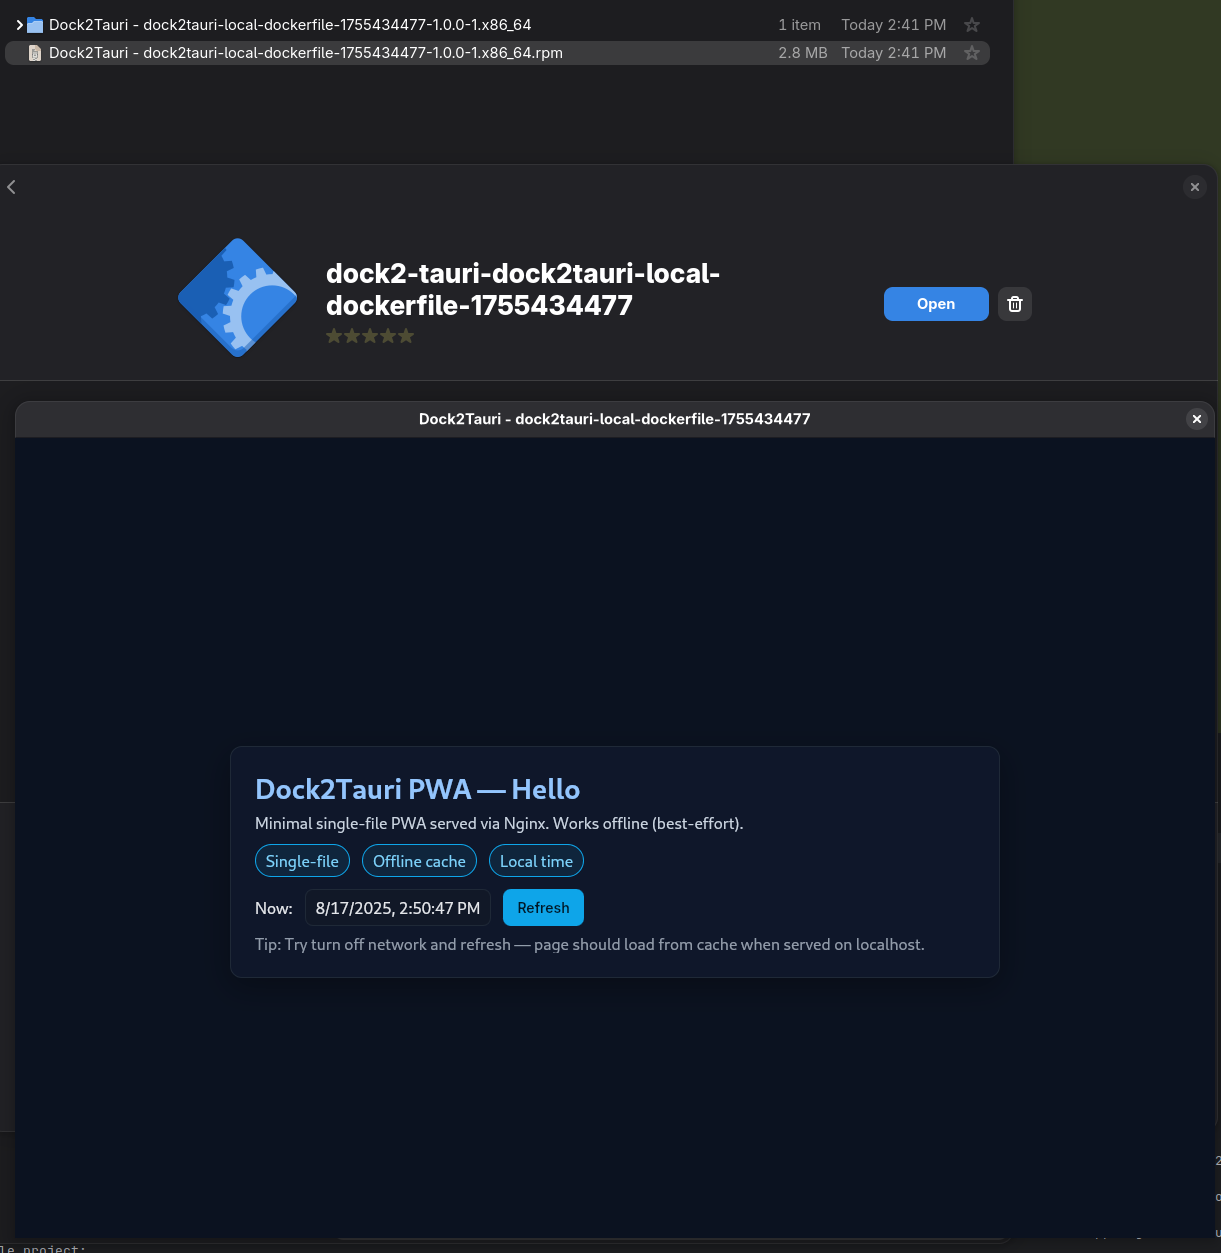 Dock2Tauri - dock2tauri-local-dockerfile-1755434477-1.0.0-1.x86_64 1 item Today 2:41 PM
Dock2Tauri - dock2tauri-local-dockerfile-1755434477-1.0.0-1.x86_64.rpm 2.8 MB Today 2:41 PM
dock2-tauri-dock2tauri-local-
dockerfile-1755434477
Open
Dock2Tauri - dock2tauri-local-dockerfile-1755434477
Dock2Tauri PWA — Hello
Minimal single-file PWA served via Nginx. Works offline (best-effort).
Single-file Offline cache Local time
Now: 8/17/2025, 2:50:47 PM Refresh
Tip: Try turn off network and refresh — page should load from cache when served on localhost.
le project: